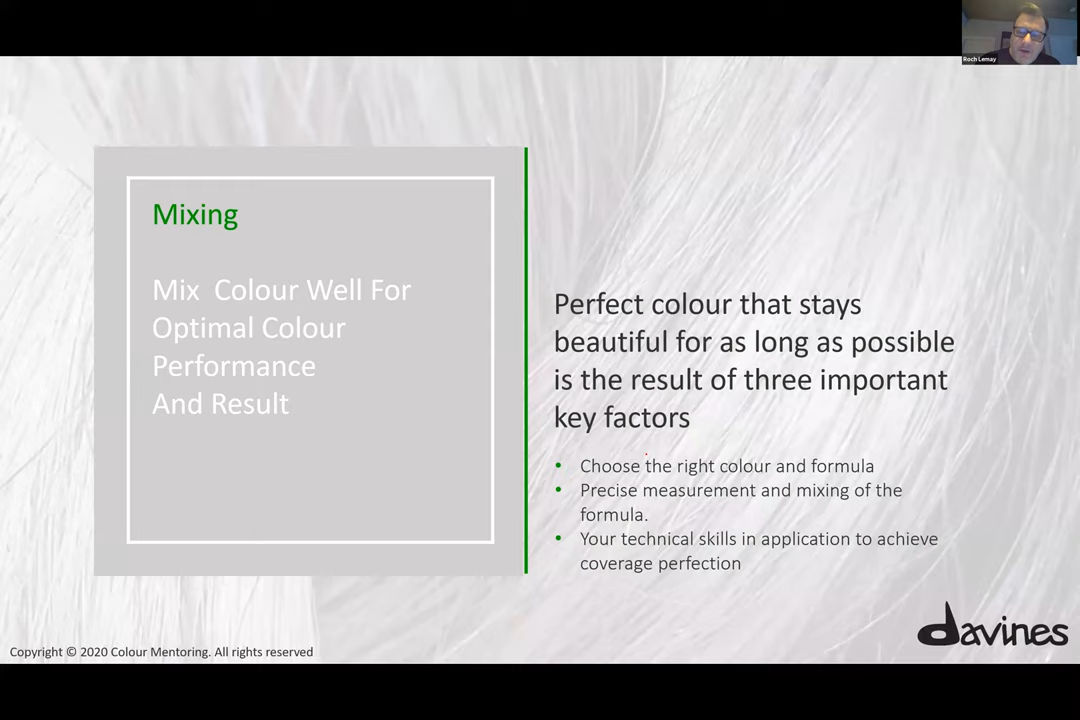 Roch Lemay
Mixing
Mix  Colour Well For
Optimal Colour
Performance
And Result
Perfect colour that stays
beautiful for as long as possible
is the result of three important
key factors
• Choose the right colour and formula
• Precise measurement and mixing of the
formula.
• Your technical skills in application to achieve
coverage perfection
davines
Copyright © 2020 Colour Mentoring. All rights reserved